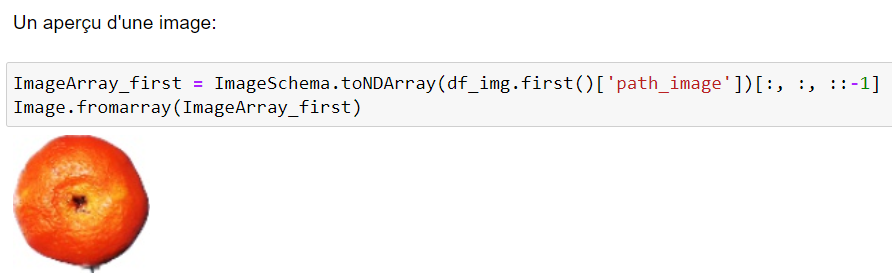 Un aperçu d'une image:
ImageArray_first = ImageSchema.toNDArray(df_img.first()['path_image'])[:, :, ::-1]
Image.fromarray(ImageArray_first)